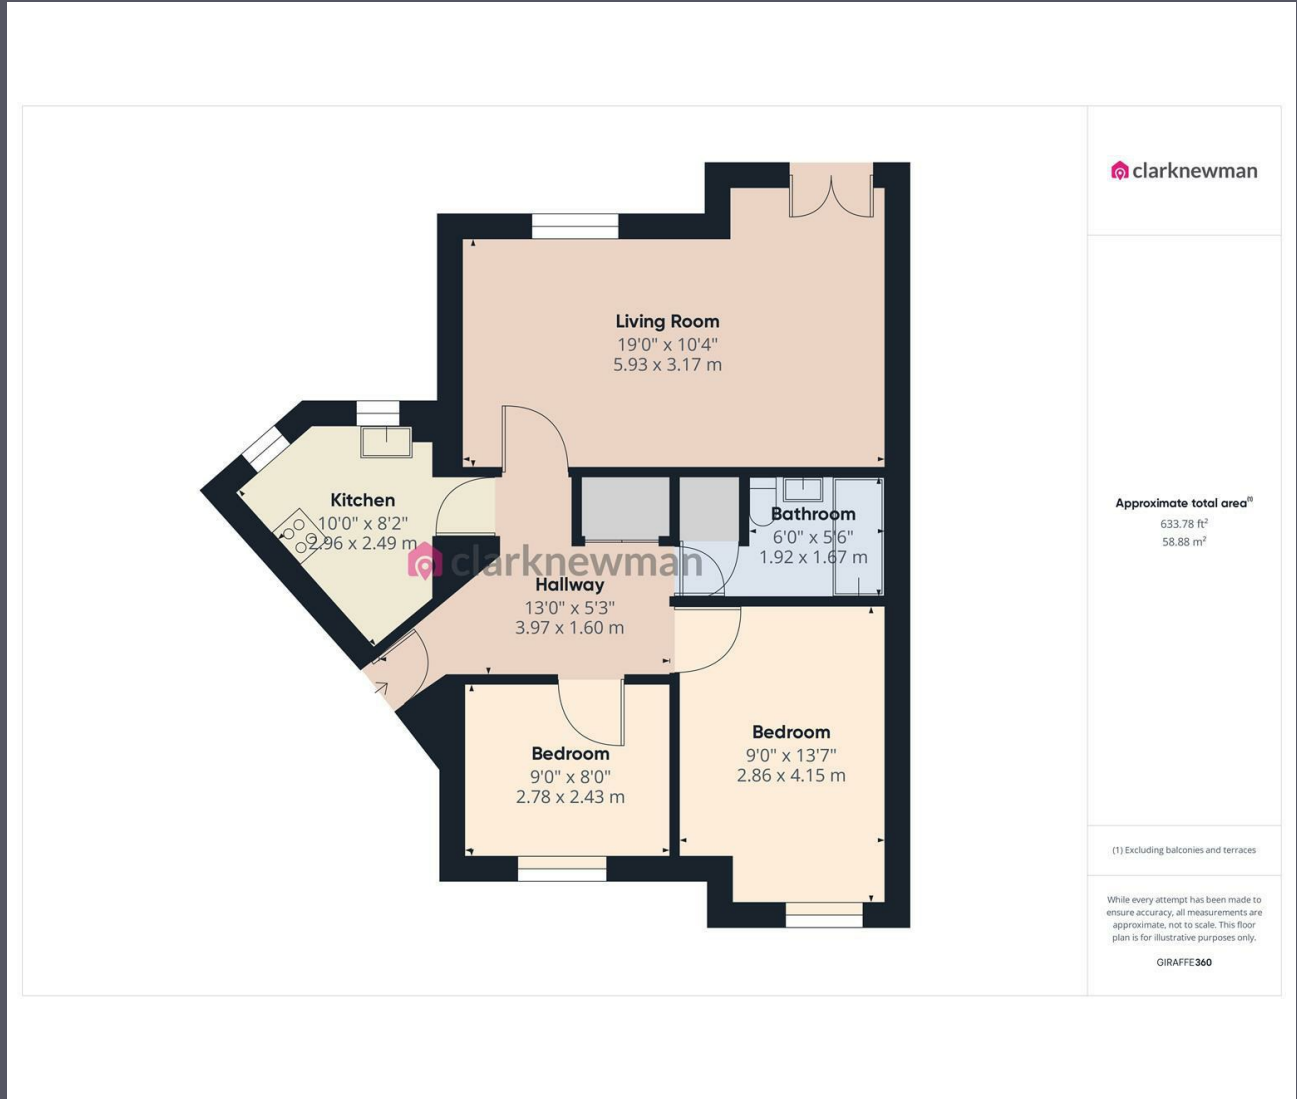 clarknewman
Living Room
19'0" x 10'4"
5.93 x 3.17 m
Kitchen
10'0" x 8'2"
2.96 x 2.49 m
Bathroom
6'0" x 5'6"
1.92 x 1.67 m
clarknewman
Hallway
13'0" x 5'3"
3.97 x 1.60 m
Bedroom
9'0" x 8'0"
2.78 x 2.43 m
Bedroom
9'0" x 13'7"
2.86 x 4.15 m
Approximate total area⁽¹⁾
633.78 ft²
58.88 m²
(1) Excluding balconies and terraces
While every attempt has been made to
ensure accuracy, all measurements are
approximate, not to scale. This floor
plan is for illustrative purposes only.
GIRAFFE360